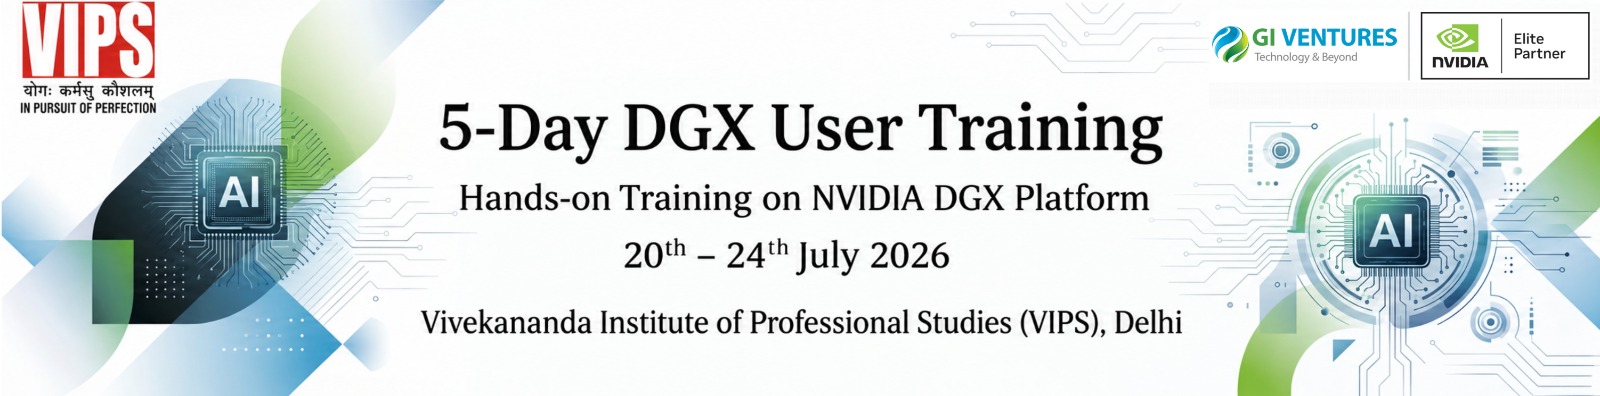 VIPS
योगः कर्मसु कौशलम्
IN PURSUIT OF PERFECTION
GI VENTURES
Technology & Beyond
NVIDIA
Elite
Partner
5-Day DGX User Training
Hands-on Training on NVIDIA DGX Platform
20th – 24th July 2026
Vivekananda Institute of Professional Studies (VIPS), Delhi
AI
AI